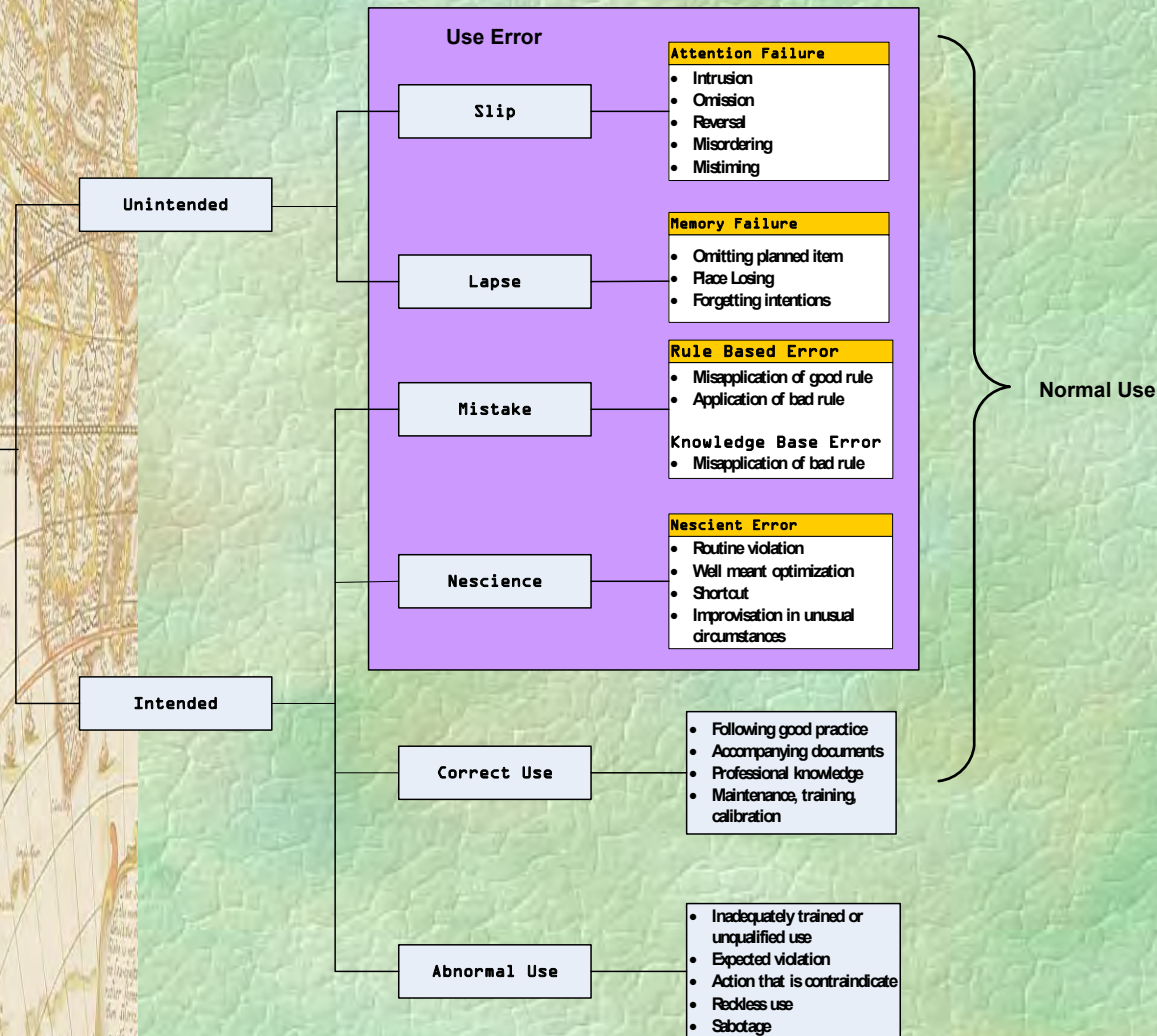 Use Error
Attention Failure
• Intrusion
• Omission
• Reversal
• Misordering
• Mistiming
Slip
Unintended
Memory Failure
• Omitting planned item
• Place Losing
• Forgetting intentions
Lapse
Rule Based Error
• Misapplication of good rule
• Application of bad rule
Knowledge Base Error
• Misapplication of bad rule
Mistake
Normal Use
Nescient Error
• Routine violation
• Well meant optimization
• Shortcut
• Improvisation in unusual
circumstances
Nescience
Intended
Correct Use
• Following good practice
• Accompanying documents
• Professional knowledge
• Maintenance, training,
calibration
Abnormal Use
• Inadequately trained or
unqualified use
• Expected violation
• Action that is contraindicate
• Reckless use
• Sabotage